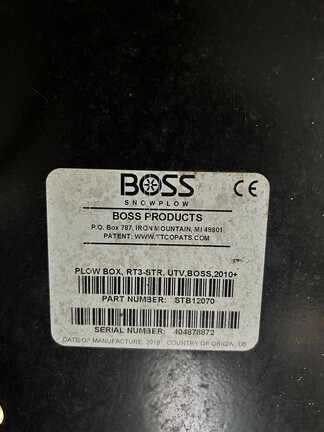 BOSS
SNOWPLOW
CE
BOSS PRODUCTS
P.O. Box 787, IRON MOUNTAIN, MI 49801
PATENT: WWW.TTCOPATS.COM
PLOW BOX, RT3-STR, UTV,BOSS,2010+
PART NUMBER: STB12070
SERIAL NUMBER: 404878872
DATE OF MANUFACTURE: 2018 COUNTRY OF ORIGIN: US